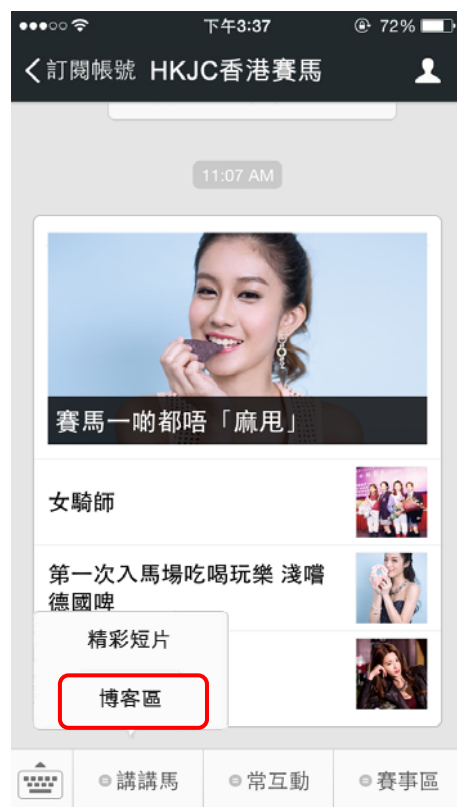 下午3:37
72%
訂閱帳號 HKJC香港賽馬
11:07 AM
賽馬一啲都唔「麻甩」
女騎師
第一次入馬場吃喝玩樂 淺嚐
德國啤
精彩短片
博客區
講講馬 常互動 賽事區